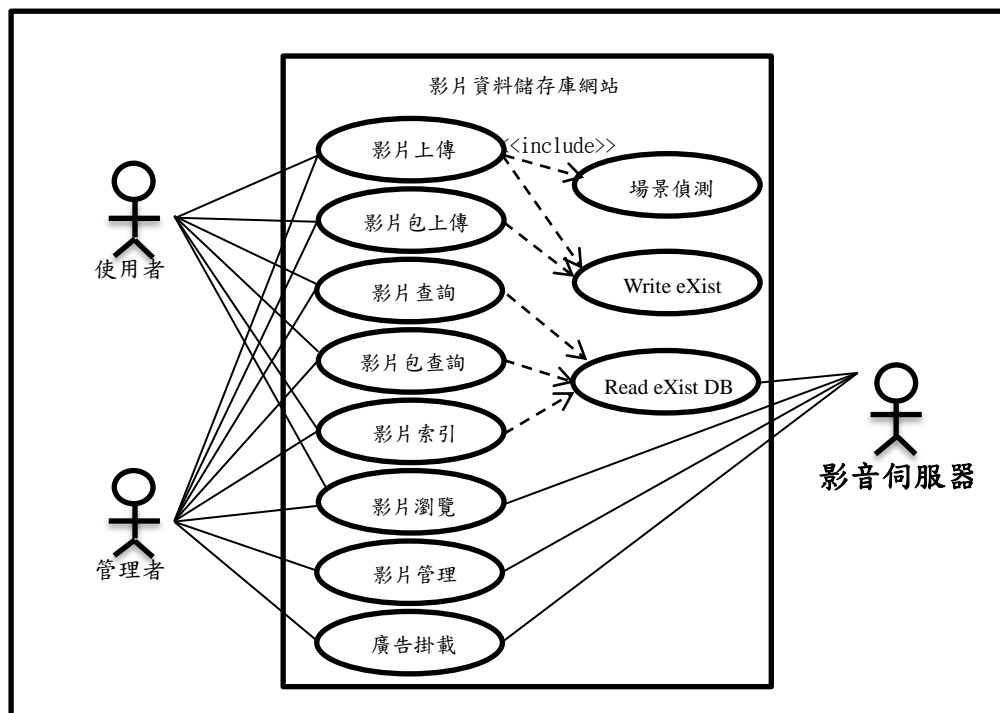 影片資料儲存庫網站
影片上傳
<<include>>
場景偵測
使用者
影片包上傳
影片查詢
Write eXist
影片包查詢
Read eXist DB
影片索引
影音伺服器
影片瀏覽
管理者
影片管理
廣告掛載